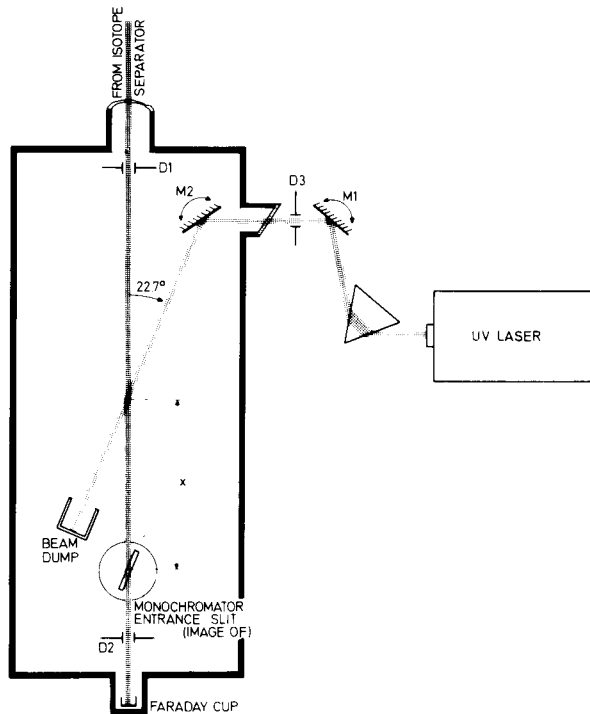 FROM ISOTOPE
SEPARATOR
D1
M2
D3
M1
22.7°
UV LASER
x
BEAM
DUMP
MONOCHROMATOR
ENTRANCE SLIT
(IMAGE OF)
D2
FARADAY CUP